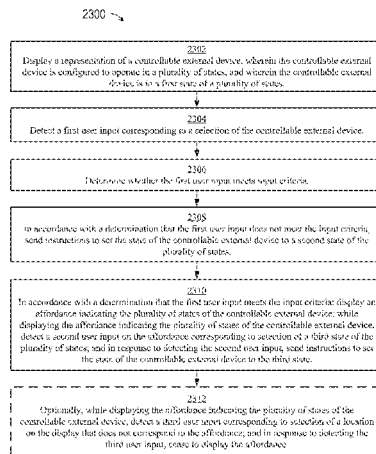 2300
2302
Display a representation of a controllable external device, wherein the controllable external
device is configured to operate in a plurality of states, and wherein the controllable external
device is in a first state of a plurality of states.
2304
Detect a first user input corresponding to a selection of the controllable external device.
2306
Determine whether the first user input meets input criteria.
2308
In accordance with a determination that the first user input does not meet the input criteria,
send instructions to set the state of the controllable external device to a second state of the
plurality of states.
2310
In accordance with a determination that the first user input meets the input criteria: display an
affordance indicating the plurality of states of the controllable external device; while
displaying the affordance indicating the plurality of states of the controllable external device,
detect a second user input on the affordance corresponding to selection of a third state of the
plurality of states; and in response to detecting the second user input, send instructions to set
the state of the controllable external device to the third state.
2312
Optionally, while displaying the affordance indicating the plurality of states of the
controllable external device, detect a third user input corresponding to selection of a location
on the display that does not correspond to the affordance; and in response to detecting the
third user input, cease to display the affordance